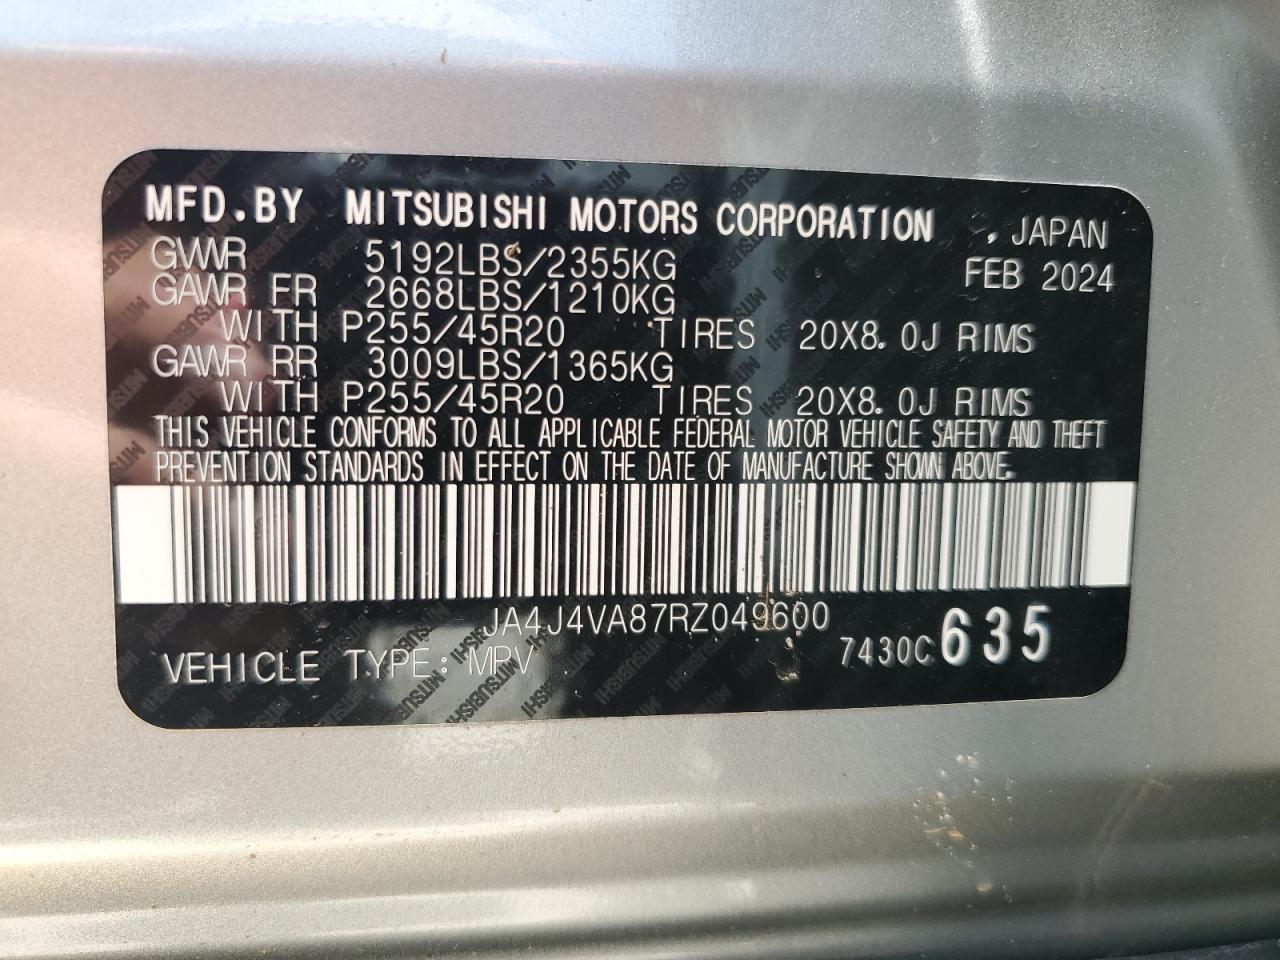 MFD.BY MITSUBISHI MOTORS CORPORATION , JAPAN
GVWR 5192LBS/2355KG FEB 2024
GAWR FR 2668LBS/1210KG
WITH P255/45R20 TIRES 20X8.0J RIMS
GAWR RR 3009LBS/1365KG
WITH P255/45R20 TIRES 20X8.0J RIMS
THIS VEHICLE CONFORMS TO ALL APPLICABLE FEDERAL MOTOR VEHICLE SAFETY AND THEFT
PREVENTION STANDARDS IN EFFECT ON THE DATE OF MANUFACTURE SHOWN ABOVE.
JA4J4VA87RZ049600
VEHICLE TYPE: MPV 7430C 635